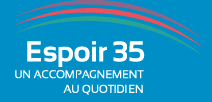 Espoir 35
UN ACCOMPAGNEMENT
AU QUOTIDIEN